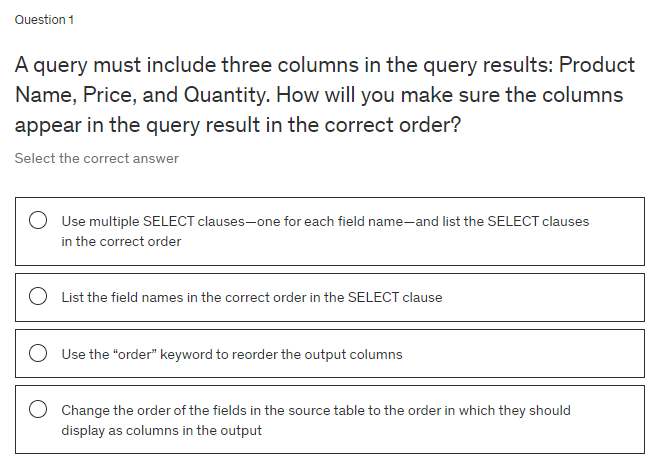 Question 1
A query must include three columns in the query results: Product
Name, Price, and Quantity. How will you make sure the columns
appear in the query result in the correct order?
Select the correct answer
Use multiple SELECT clauses—one for each field name—and list the SELECT clauses
in the correct order
List the field names in the correct order in the SELECT clause
Use the “order” keyword to reorder the output columns
Change the order of the fields in the source table to the order in which they should
display as columns in the output